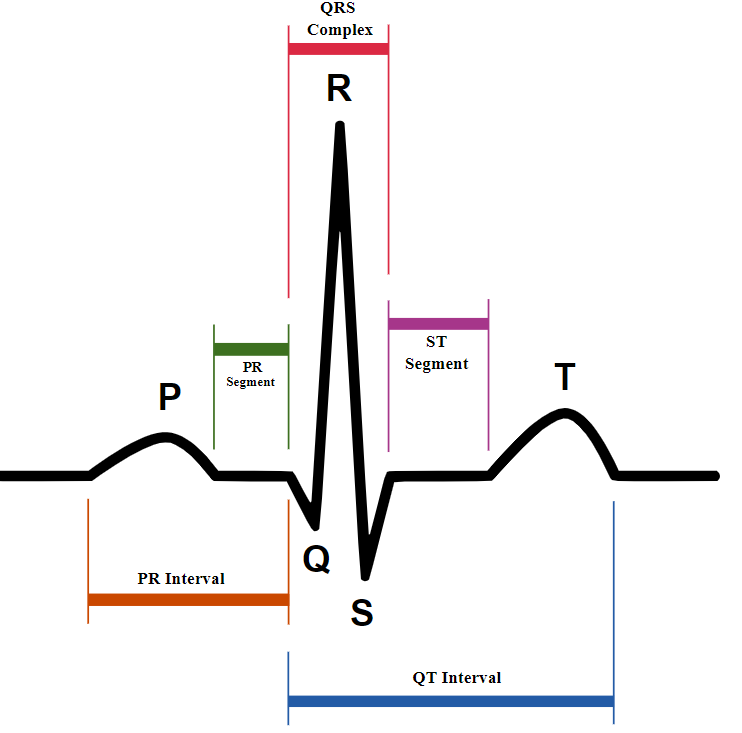 QRS
Complex
R
PR
Segment
ST
Segment
P
T
Q
S
PR Interval
QT Interval